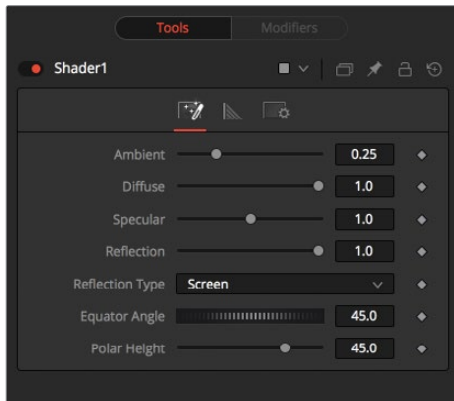 Tools Modifiers
Shader1
Ambient 0.25
Diffuse 1.0
Specular 1.0
Reflection 1.0
Reflection Type Screen
Equator Angle 45.0
Polar Height 45.0